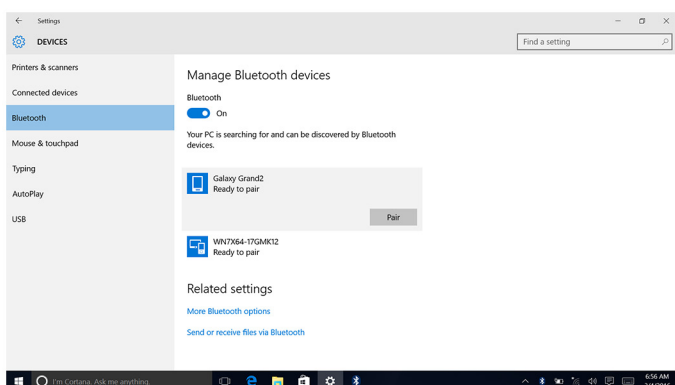 Settings
DEVICES
Find a setting
Printers & scanners
Connected devices
Bluetooth
Mouse & touchpad
Typing
AutoPlay
USB
Manage Bluetooth devices
Bluetooth
On
Your PC is searching for and can be discovered by Bluetooth
devices.
Galaxy Grand2
Ready to pair
Pair
WN7X64-17GMK12
Ready to pair
Related settings
More Bluetooth options
Send or receive files via Bluetooth
I'm Cortana. Ask me anything.
6:56 AM